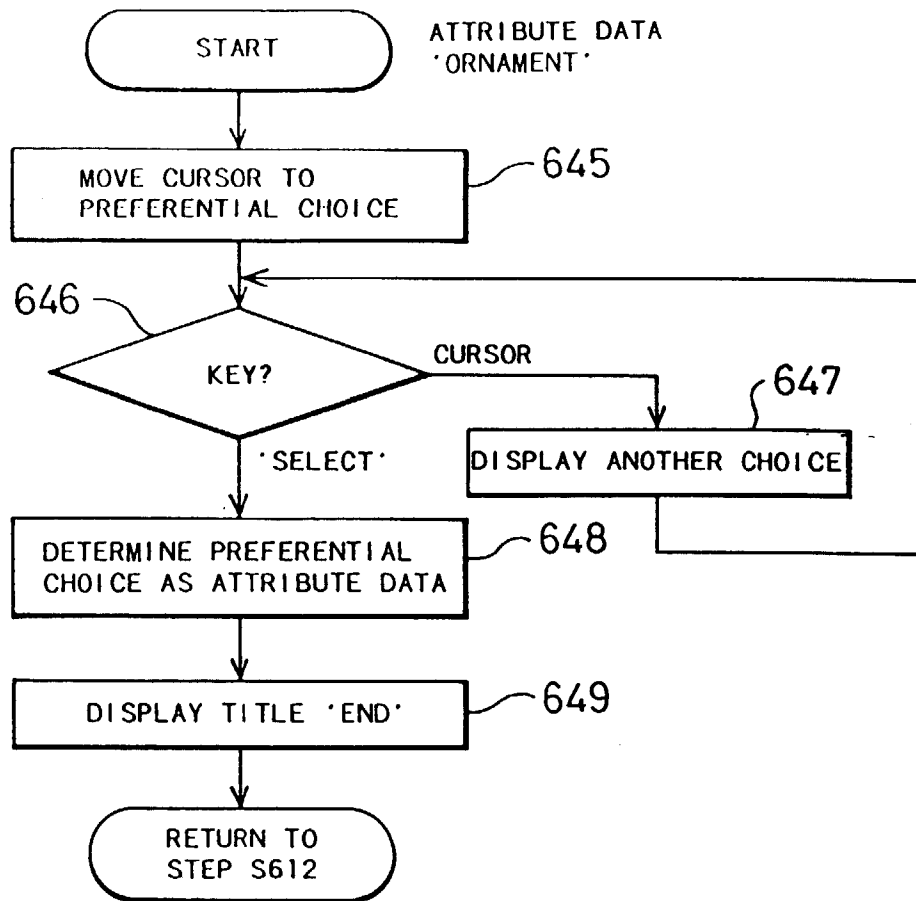 START
ATTRIBUTE DATA
'ORNAMENT'
MOVE CURSOR TO
PREFERENTIAL CHOICE
645
646
KEY?
CURSOR
647
DISPLAY ANOTHER CHOICE
'SELECT'
DETERMINE PREFERENTIAL
CHOICE AS ATTRIBUTE DATA
648
DISPLAY TITLE 'END'
649
RETURN TO
STEP S612